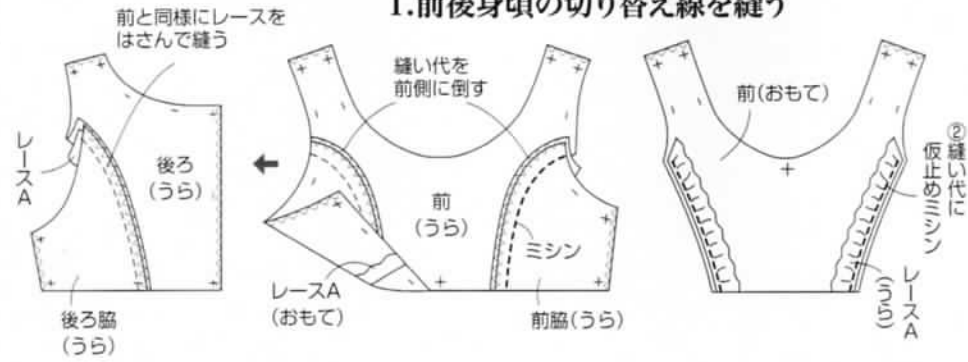 1.前後身頃の切り替え線を縫う
前と同様にレースを
はさんで縫う
レースA
後ろ
(うら)
後ろ脇
(うら)
縫い代を
前側に倒す
前
(うら)
ミシン
レースA
(おもて)
前脇(うら)
前(おもて)
②縫い代に
仮止めミシン
レースA
(うら)